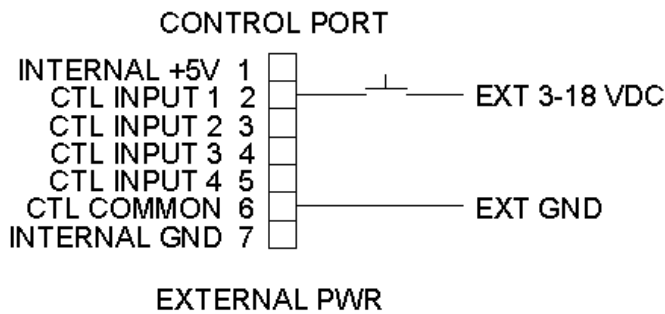 CONTROL PORT
INTERNAL +5V 1
CTL INPUT 1 2 EXT 3-18 VDC
CTL INPUT 2 3
CTL INPUT 3 4
CTL INPUT 4 5
CTL COMMON 6 EXT GND
INTERNAL GND 7
EXTERNAL PWR